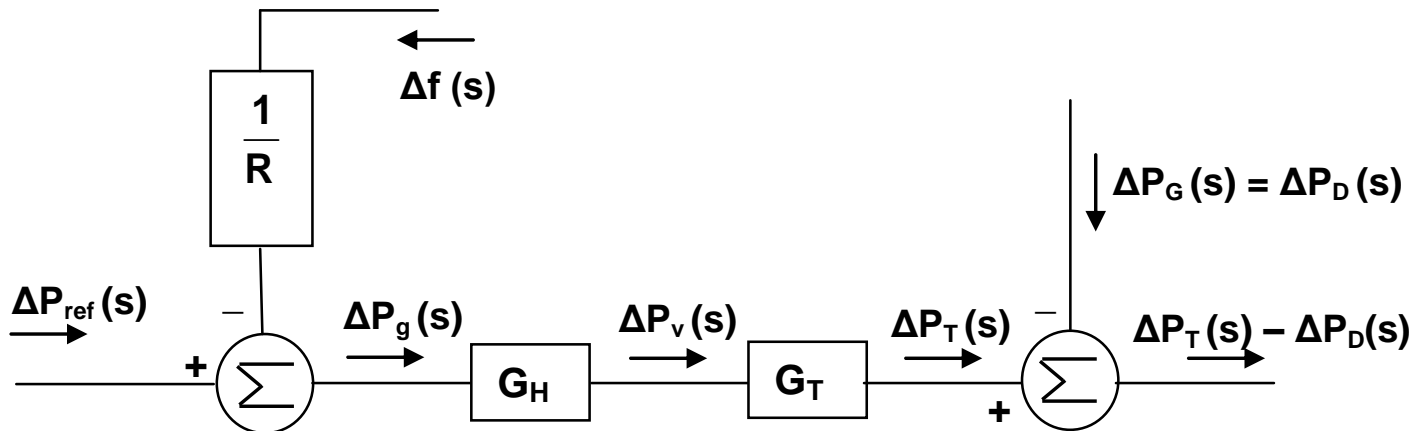 Δf (s)
1
R
ΔP_G (s) = ΔP_D (s)
ΔP_ref (s)
−
ΔP_g (s)
ΔP_v (s)
ΔP_T (s)
−
ΔP_T (s) − ΔP_D(s)
+
Σ
G_H
G_T
+
Σ